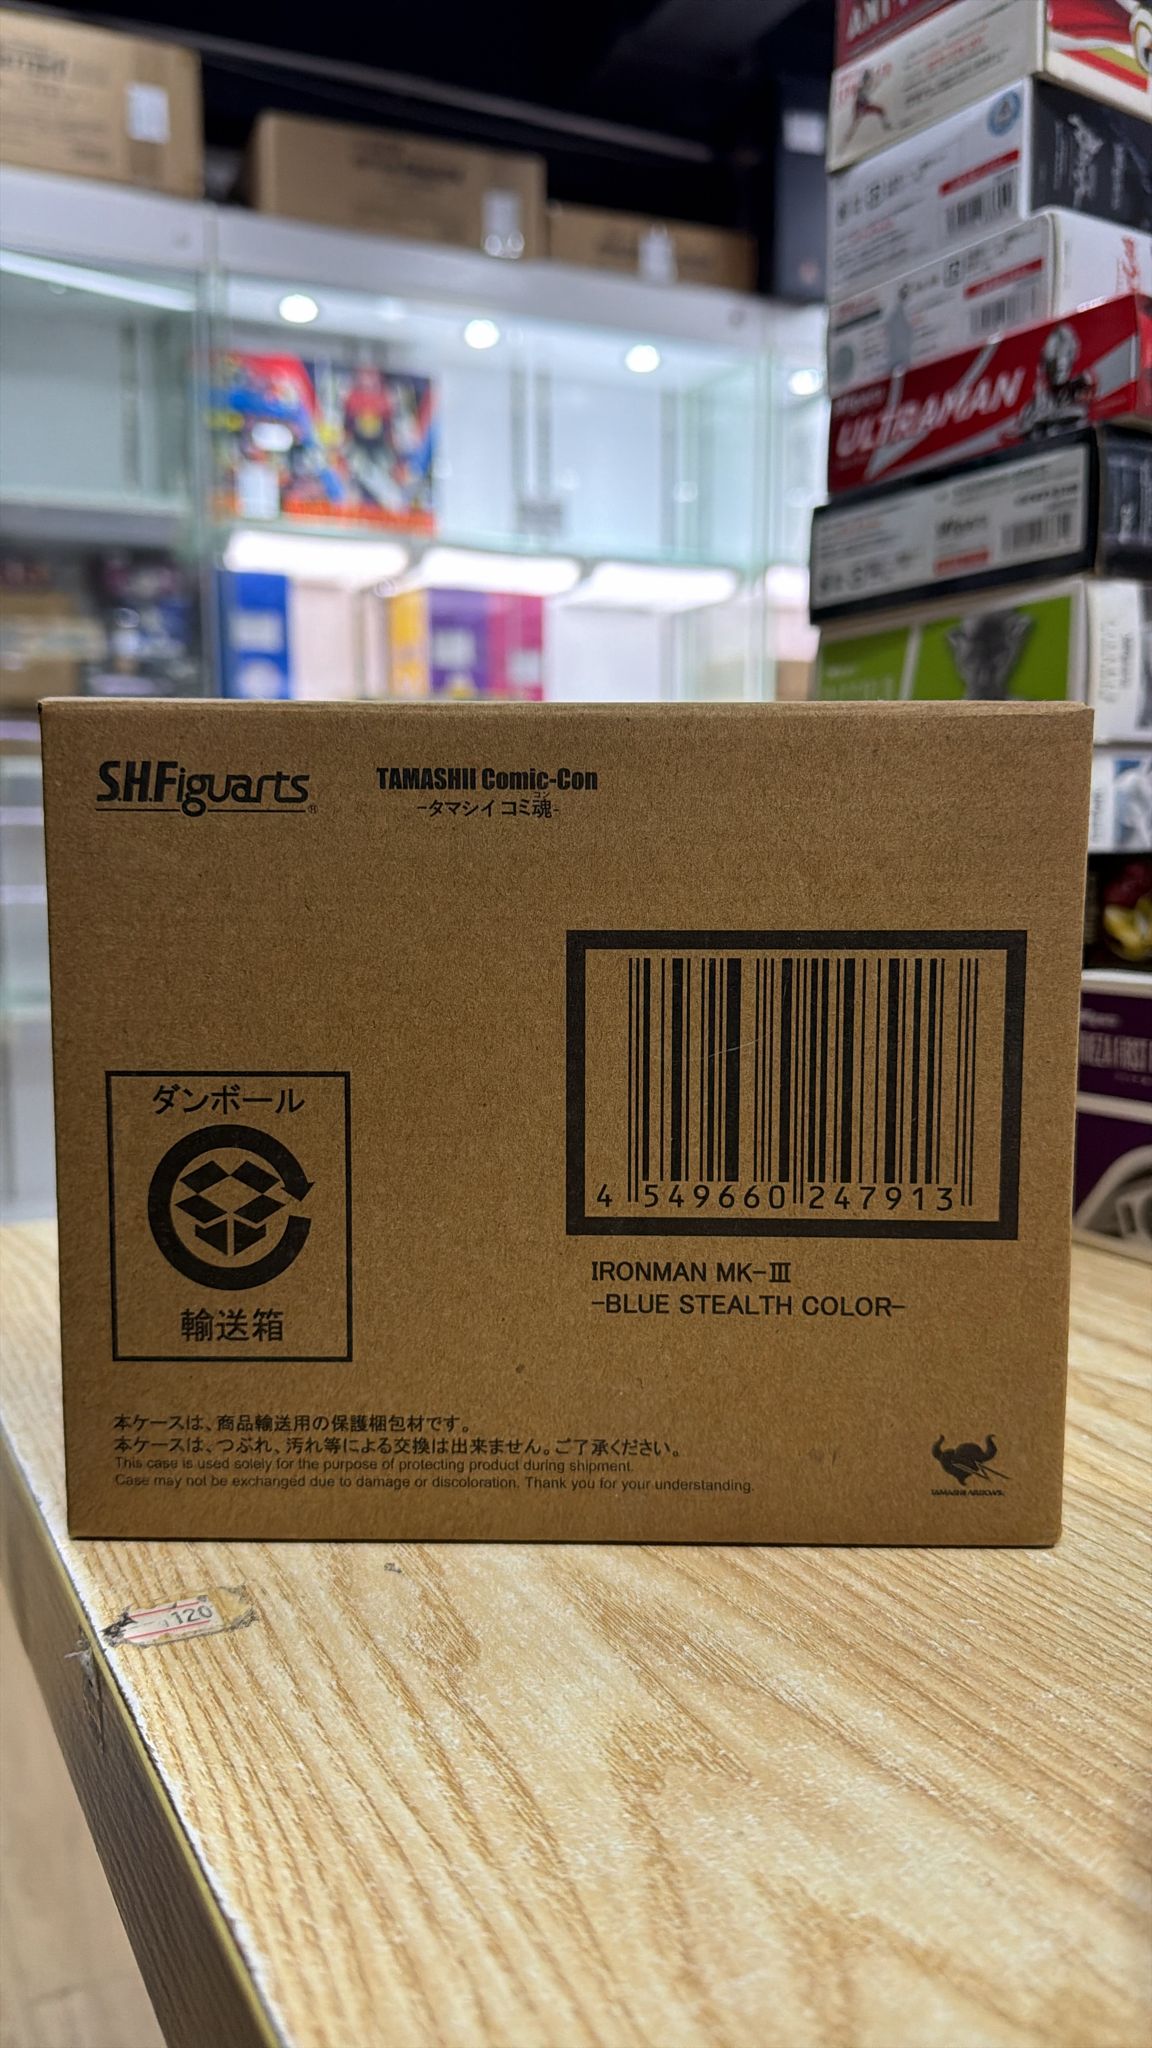 S.H.Figuarts®
TAMASHII Comic-Con
コン
-タマシイ コミ魂-
4 549660 247913
IRONMAN MK-Ⅲ
-BLUE STEALTH COLOR-
ダンボール
輸送箱
本ケースは、商品輸送用の保護梱包材です。
本ケースは、つぶれ、汚れ等による交換は出来ません。ご了承ください。
This case is used solely for the purpose of protecting product during shipment.
Case may not be exchanged due to damage or discoloration. Thank you for your understanding.
ULTRAMAN
120